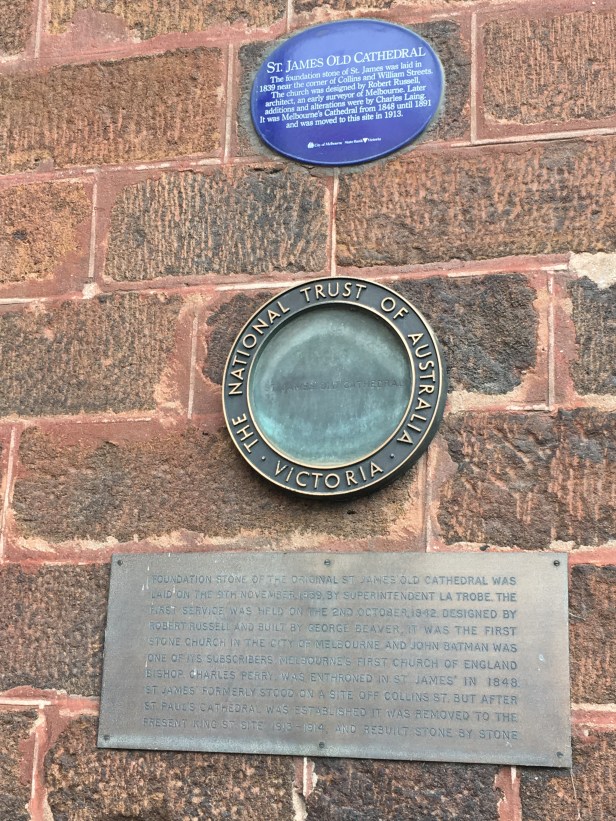 ST. JAMES OLD CATHEDRAL
The foundation stone of St. James was laid in
1839 near the corner of Collins and William Streets.
The church was designed by Robert Russell,
architect, an early surveyor of Melbourne. Later
additions and alterations were by Charles Laing.
It was Melbourne's Cathedral from 1848 until 1891
and was moved to this site in 1913.
City of Melbourne State Bank Victoria
THE NATIONAL TRUST OF AUSTRALIA
· VICTORIA ·
ST JAMES OLD CATHEDRAL
FOUNDATION STONE OF THE ORIGINAL ST. JAMES OLD CATHEDRAL WAS
LAID ON THE 9TH NOVEMBER, 1839, BY SUPERINTENDENT LA TROBE. THE
FIRST SERVICE WAS HELD ON THE 2ND OCTOBER, 1842. DESIGNED BY
ROBERT RUSSELL AND BUILT BY GEORGE BEAVER, IT WAS THE FIRST
STONE CHURCH IN THE CITY OF MELBOURNE AND JOHN BATMAN WAS
ONE OF ITS SUBSCRIBERS. MELBOURNE'S FIRST CHURCH OF ENGLAND
BISHOP, CHARLES PERRY, WAS ENTHRONED IN ST. JAMES' IN 1848.
ST. JAMES' FORMERLY STOOD ON A SITE OFF COLLINS ST. BUT AFTER
ST. PAUL'S CATHEDRAL WAS ESTABLISHED IT WAS REMOVED TO THE
PRESENT KING ST. SITE, 1913-1914, AND REBUILT STONE BY STONE